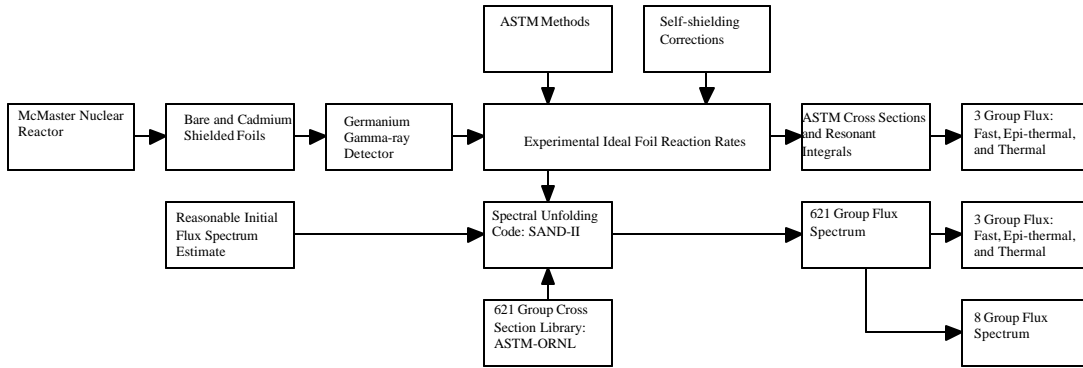 ASTM Methods
Self-shielding
Corrections
McMaster Nuclear
Reactor
Bare and Cadmium
Shielded Foils
Germanium
Gamma-ray
Detector
Experimental Ideal Foil Reaction Rates
ASTM Cross Sections
and Resonant
Integrals
3 Group Flux:
Fast, Epi-thermal,
and Thermal
Reasonable Initial
Flux Spectrum
Estimate
Spectral Unfolding
Code: SAND-II
621 Group Flux
Spectrum
3 Group Flux:
Fast, Epi-thermal,
and Thermal
621 Group Cross
Section Library:
ASTM-ORNL
8 Group Flux
Spectrum